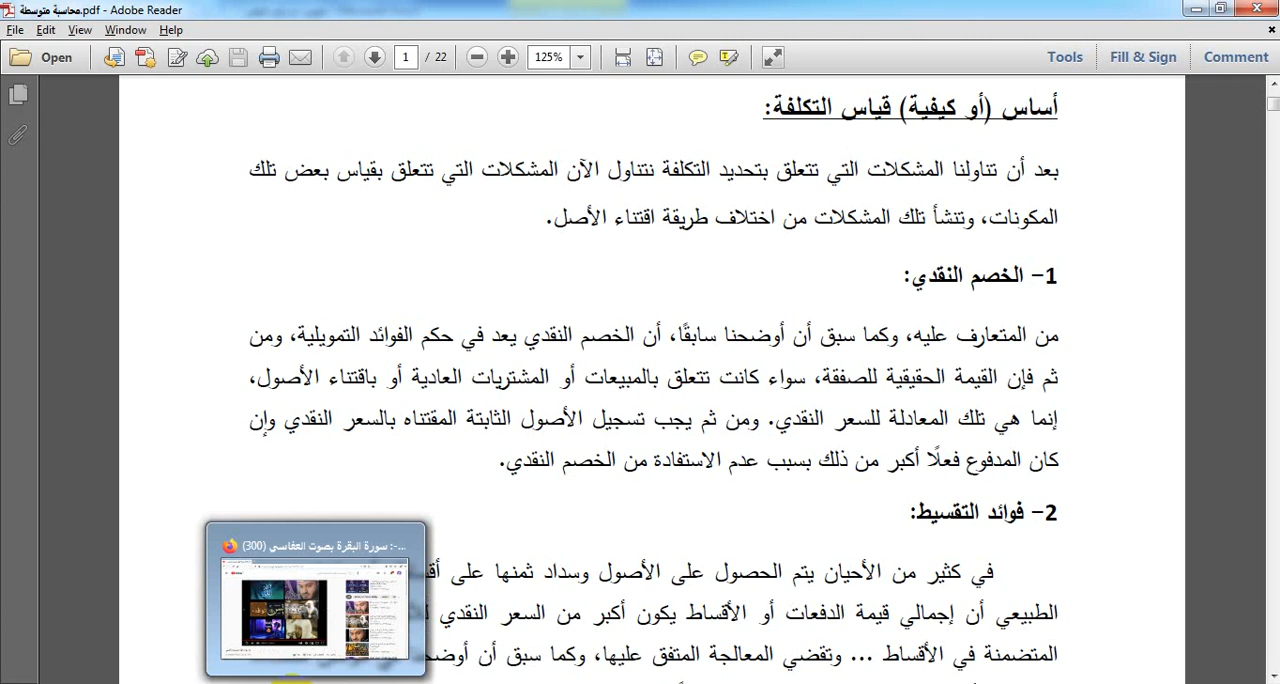 محاسبة متوسطة.pdf - Adobe Reader
File Edit View Window Help
Open 1 / 22 125% Tools Fill & Sign Comment
أساس (أو كيفية) قياس التكلفة:
بعد أن تناولنا المشكلات التي تتعلق بتحديد التكلفة نتناول الآن المشكلات التي تتعلق بقياس بعض تلك
المكونات، وتنشأ تلك المشكلات من اختلاف طريقة اقتناء الأصل.
1- الخصم النقدي:
من المتعارف عليه، وكما سبق أن أوضحنا سابقًا، أن الخصم النقدي يعد في حكم الفوائد التمويلية، ومن
ثم فإن القيمة الحقيقية للصفقة، سواء كانت تتعلق بالمبيعات أو المشتريات العادية أو باقتناء الأصول،
إنما هي تلك المعادلة للسعر النقدي. ومن ثم يجب تسجيل الأصول الثابتة المقتناه بالسعر النقدي وإن
كان المدفوع فعلًا أكبر من ذلك بسبب عدم الاستفادة من الخصم النقدي.
2- فوائد التقسيط:
في كثير من الأحيان يتم الحصول على الأصول وسداد ثمنها على
الطبيعي أن إجمالي قيمة الدفعات أو الأقساط يكون أكبر من السعر النقدي
المتضمنة في الأقساط ... وتقضي المعالجة المتفق عليها، وكما سبق أن
(300) سورة البقرة بصوت العفاسي :-...